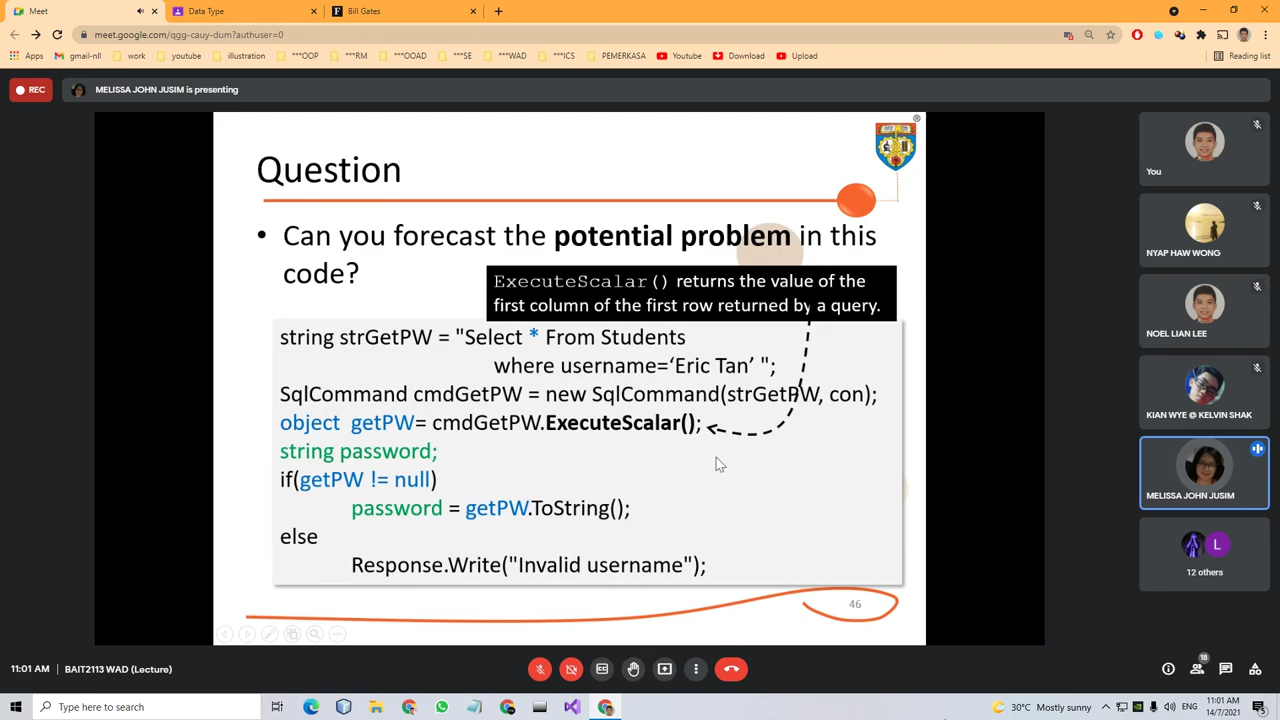 Meet
Data Type
Bill Gates
meet.google.com/qgg-cauy-dum?authuser=0
Apps
gmail-nll
work
youtube
illustration
***OOP
***RM
***OOAD
***SE
***WAD
***ICS
PEMERKASA
Youtube
Download
Upload
Reading list
REC
MELISSA JOHN JUSIM is presenting
Question
• Can you forecast the potential problem in this
code?
ExecuteScalar() returns the value of the
first column of the first row returned by a query.
string strGetPW = "Select * From Students
where username=‘Eric Tan’ ";
SqlCommand cmdGetPW = new SqlCommand(strGetPW, con);
object getPW= cmdGetPW.ExecuteScalar();
string password;
if(getPW != null)
password = getPW.ToString();
else
Response.Write("Invalid username");
46
You
NYAP HAW WONG
NOEL LIAN LEE
KIAN WYE @ KELVIN SHAK
MELISSA JOHN JUSIM
L
12 others
11:01 AM
BAIT2113 WAD (Lecture)
18
Type here to search
30°C Mostly sunny
ENG
11:01 AM
14/7/2021